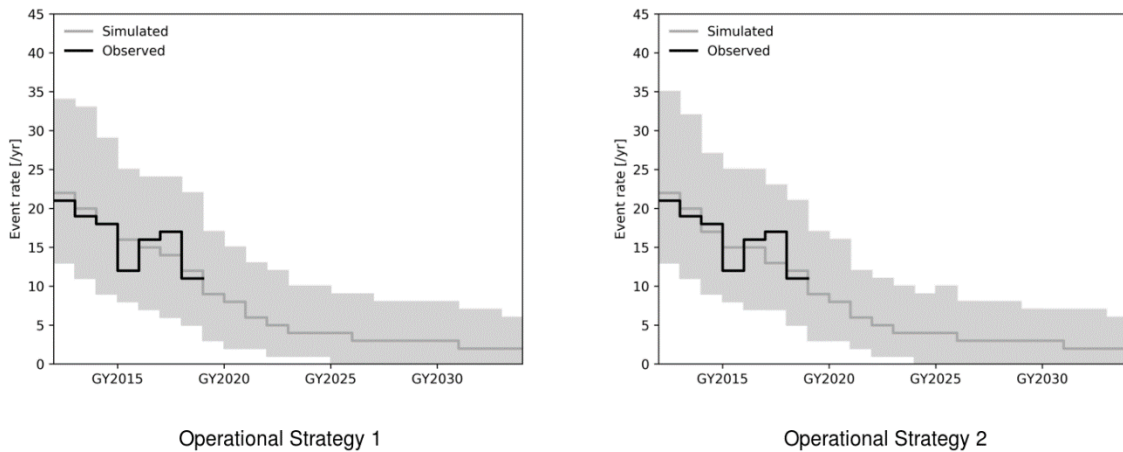 45
40
35
30
25
20
15
10
5
0
Event rate [/yr]
Simulated
Observed
GY2015 GY2020 GY2025 GY2030
Operational Strategy 1
45
40
35
30
25
20
15
10
5
0
Event rate [/yr]
Simulated
Observed
GY2015 GY2020 GY2025 GY2030
Operational Strategy 2